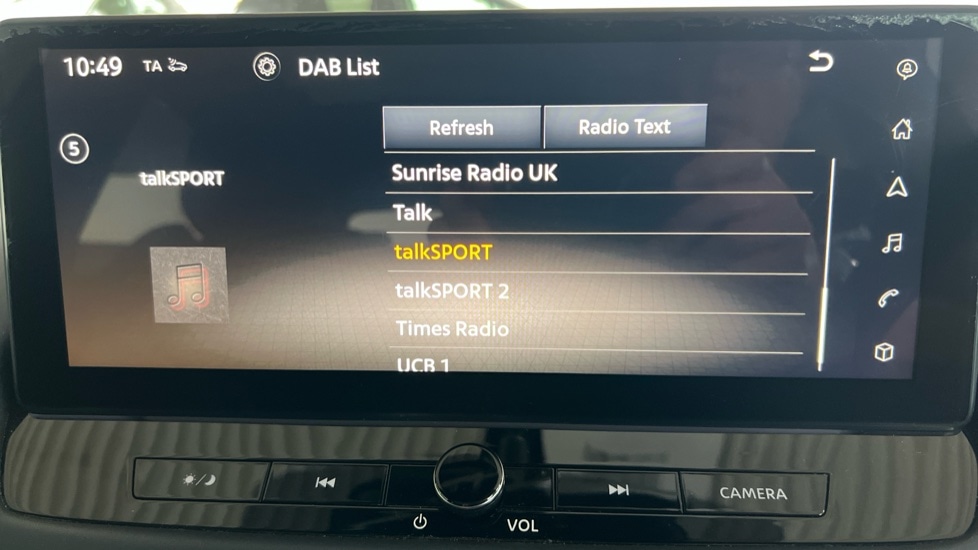 10:49 TA DAB List
Refresh Radio Text
5
talkSPORT
Sunrise Radio UK
Talk
talkSPORT
talkSPORT 2
Times Radio
UCB 1
CAMERA
VOL